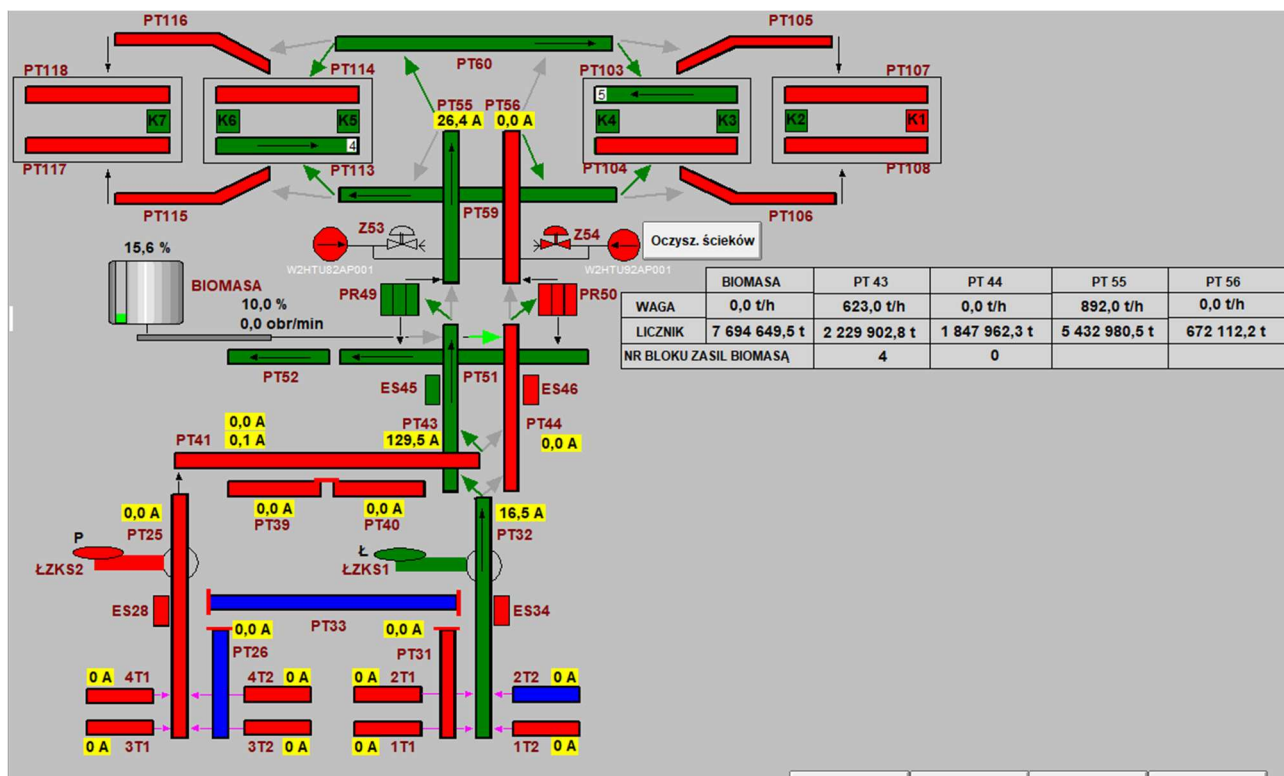 PT116
PT105
PT60
PT118
PT114
PT103
PT107
PT55 PT56
26,4 A 0,0 A
5
K7 K6 K5 K4 K3 K2 K1
4
PT117
PT113
PT104
PT108
PT115
PT59
PT106
Z53
Z54
Oczysz. ścieków
15,6 %
W2HTU82AP001
W2HTU92AP001
BIOMASA
PR49
PR50
10,0 %
0,0 obr/min
BIOMASA PT 43 PT 44 PT 55 PT 56
WAGA 0,0 t/h 623,0 t/h 0,0 t/h 892,0 t/h 0,0 t/h
LICZNIK 7 694 649,5 t 2 229 902,8 t 1 847 962,3 t 5 432 980,5 t 672 112,2 t
NR BLOKU ZASIL BIOMASĄ 4 0
PT52
PT51
ES45
ES46
PT43
PT44
0,0 A
PT41 0,1 A
129,5 A
0,0 A
0,0 A
0,0 A
0,0 A
16,5 A
PT25
PT39
PT40
PT32
P
Ł
ŁZKS2
ŁZKS1
ES28
ES34
PT33
0,0 A
0,0 A
PT26
PT31
0 A 4T1 4T2 0 A 0 A 2T1 2T2 0 A
0 A 3T1 3T2 0 A 0 A 1T1 1T2 0 A